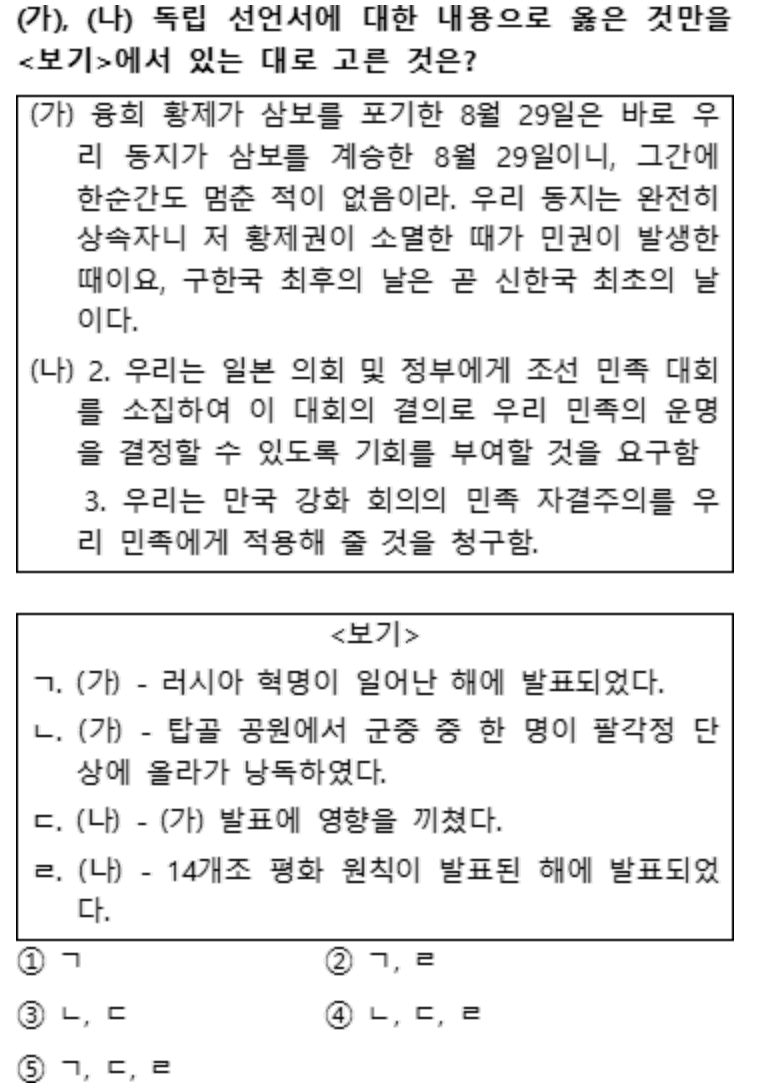 (가), (나) 독립 선언서에 대한 내용으로 옳은 것만을
<보기>에서 있는 대로 고른 것은?
(가) 융희 황제가 삼보를 포기한 8월 29일은 바로 우
리 동지가 삼보를 계승한 8월 29일이니, 그간에
한순간도 멈춘 적이 없음이라. 우리 동지는 완전히
상속자니 저 황제권이 소멸한 때가 민권이 발생한
때이요, 구한국 최후의 날은 곧 신한국 최초의 날
이다.
(나) 2. 우리는 일본 의회 및 정부에게 조선 민족 대회
를 소집하여 이 대회의 결의로 우리 민족의 운명
을 결정할 수 있도록 기회를 부여할 것을 요구함
3. 우리는 만국 강화 회의의 민족 자결주의를 우
리 민족에게 적용해 줄 것을 청구함.
<보기>
ㄱ. (가) - 러시아 혁명이 일어난 해에 발표되었다.
ㄴ. (가) - 탑골 공원에서 군중 중 한 명이 팔각정 단
상에 올라가 낭독하였다.
ㄷ. (나) - (가) 발표에 영향을 끼쳤다.
ㄹ. (나) - 14개조 평화 원칙이 발표된 해에 발표되었
다.
① ㄱ ② ㄱ, ㄹ
③ ㄴ, ㄷ ④ ㄴ, ㄷ, ㄹ
⑤ ㄱ, ㄷ, ㄹ